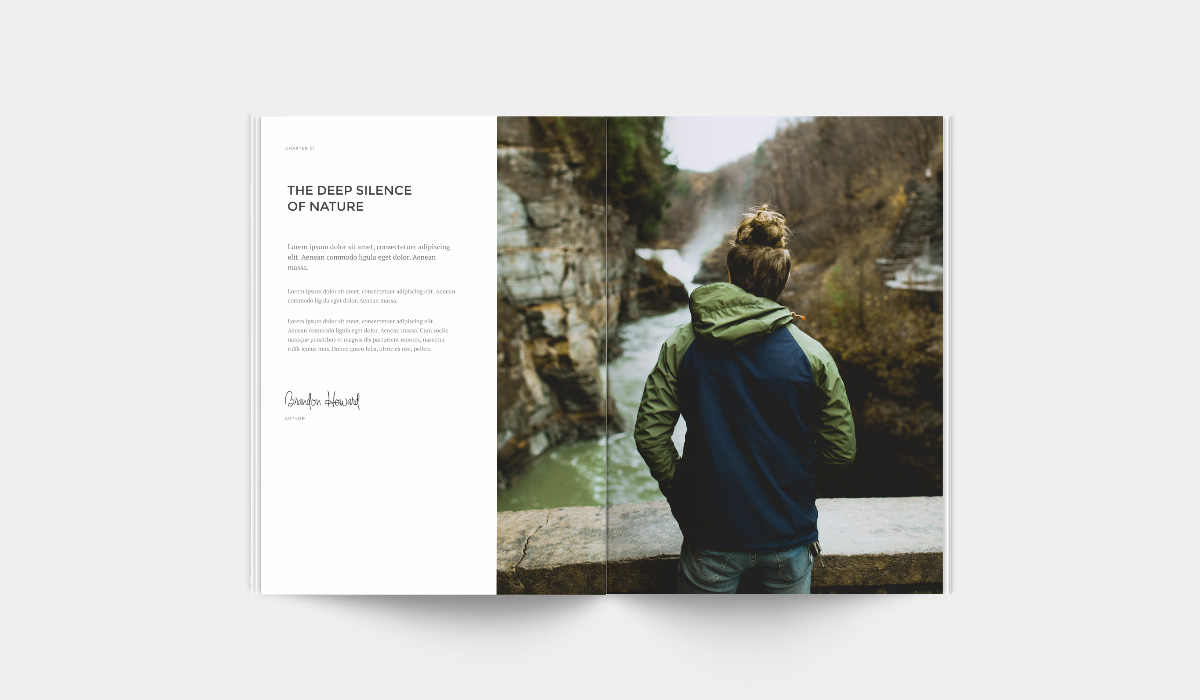 CHAPTER 01
THE DEEP SILENCE
OF NATURE
Lorem ipsum dolor sit amet, consectetuer adipiscing
elit. Aenean commodo ligula eget dolor. Aenean
massa.
Lorem ipsum dolor sit amet, consectetuer adipiscing elit. Aenean
commodo ligula eget dolor. Aenean massa.
Lorem ipsum dolor sit amet, consectetuer adipiscing elit.
Aenean commodo ligula eget dolor. Aenean massa. Cum sociis
natoque penatibus et magnis dis parturient montes, nascetur
ridiculus mus. Donec quam felis, ultricies nec, pellen.
Brandon Howard
AUTHOR